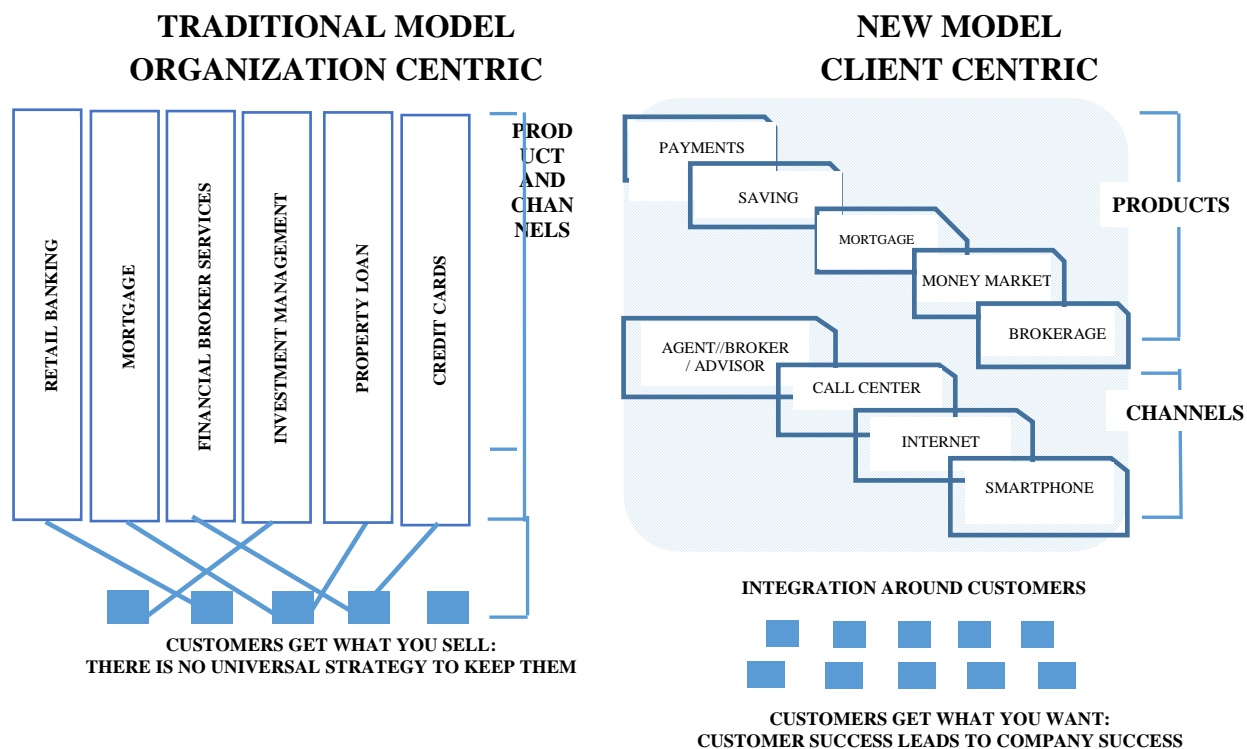 TRADITIONAL MODEL
ORGANIZATION CENTRIC
RETAIL BANKING
MORTGAGE
FINANCIAL BROKER SERVICES
INVESTMENT MANAGEMENT
PROPERTY LOAN
CREDIT CARDS
PROD
UCT
AND
CHAN
NELS
CUSTOMERS GET WHAT YOU SELL:
THERE IS NO UNIVERSAL STRATEGY TO KEEP THEM
NEW MODEL
CLIENT CENTRIC
PAYMENTS
SAVING
MORTGAGE
MONEY MARKET
BROKERAGE
PRODUCTS
AGENT//BROKER
/ ADVISOR
CALL CENTER
INTERNET
SMARTPHONE
CHANNELS
INTEGRATION AROUND CUSTOMERS
CUSTOMERS GET WHAT YOU WANT:
CUSTOMER SUCCESS LEADS TO COMPANY SUCCESS